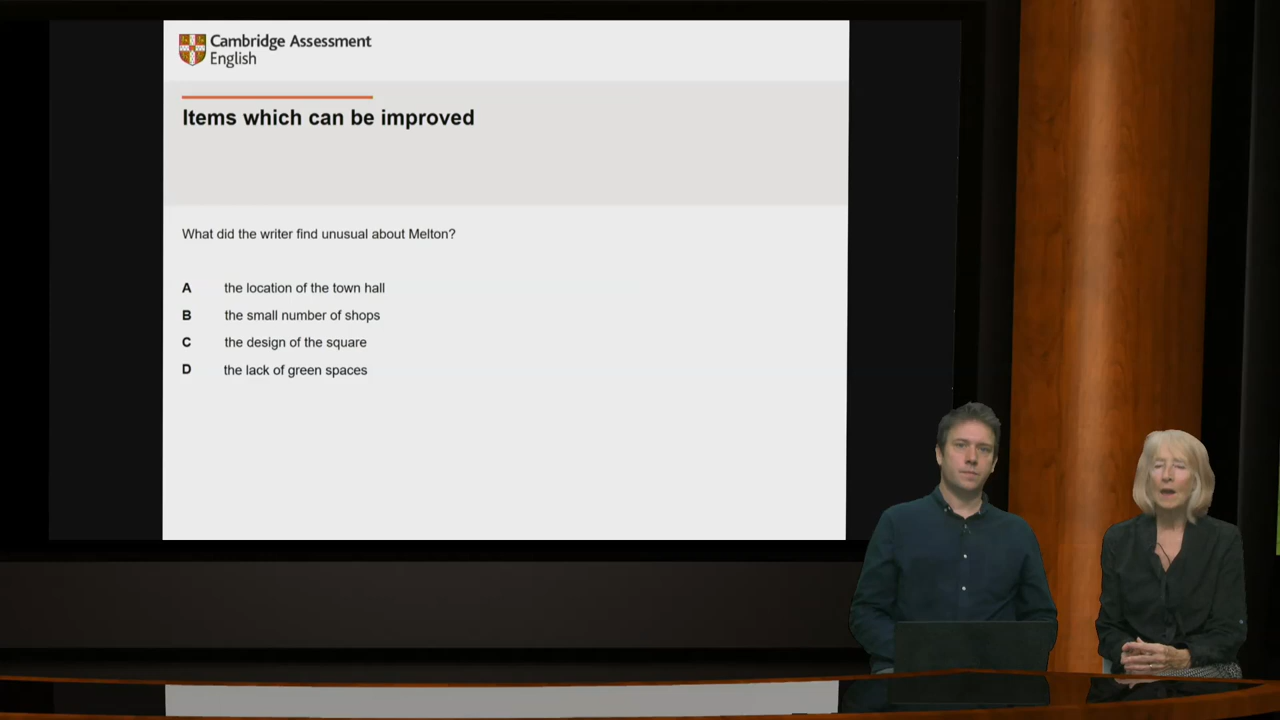 Cambridge Assessment
English
Items which can be improved
What did the writer find unusual about Melton?
A the location of the town hall
B the small number of shops
C the design of the square
D the lack of green spaces